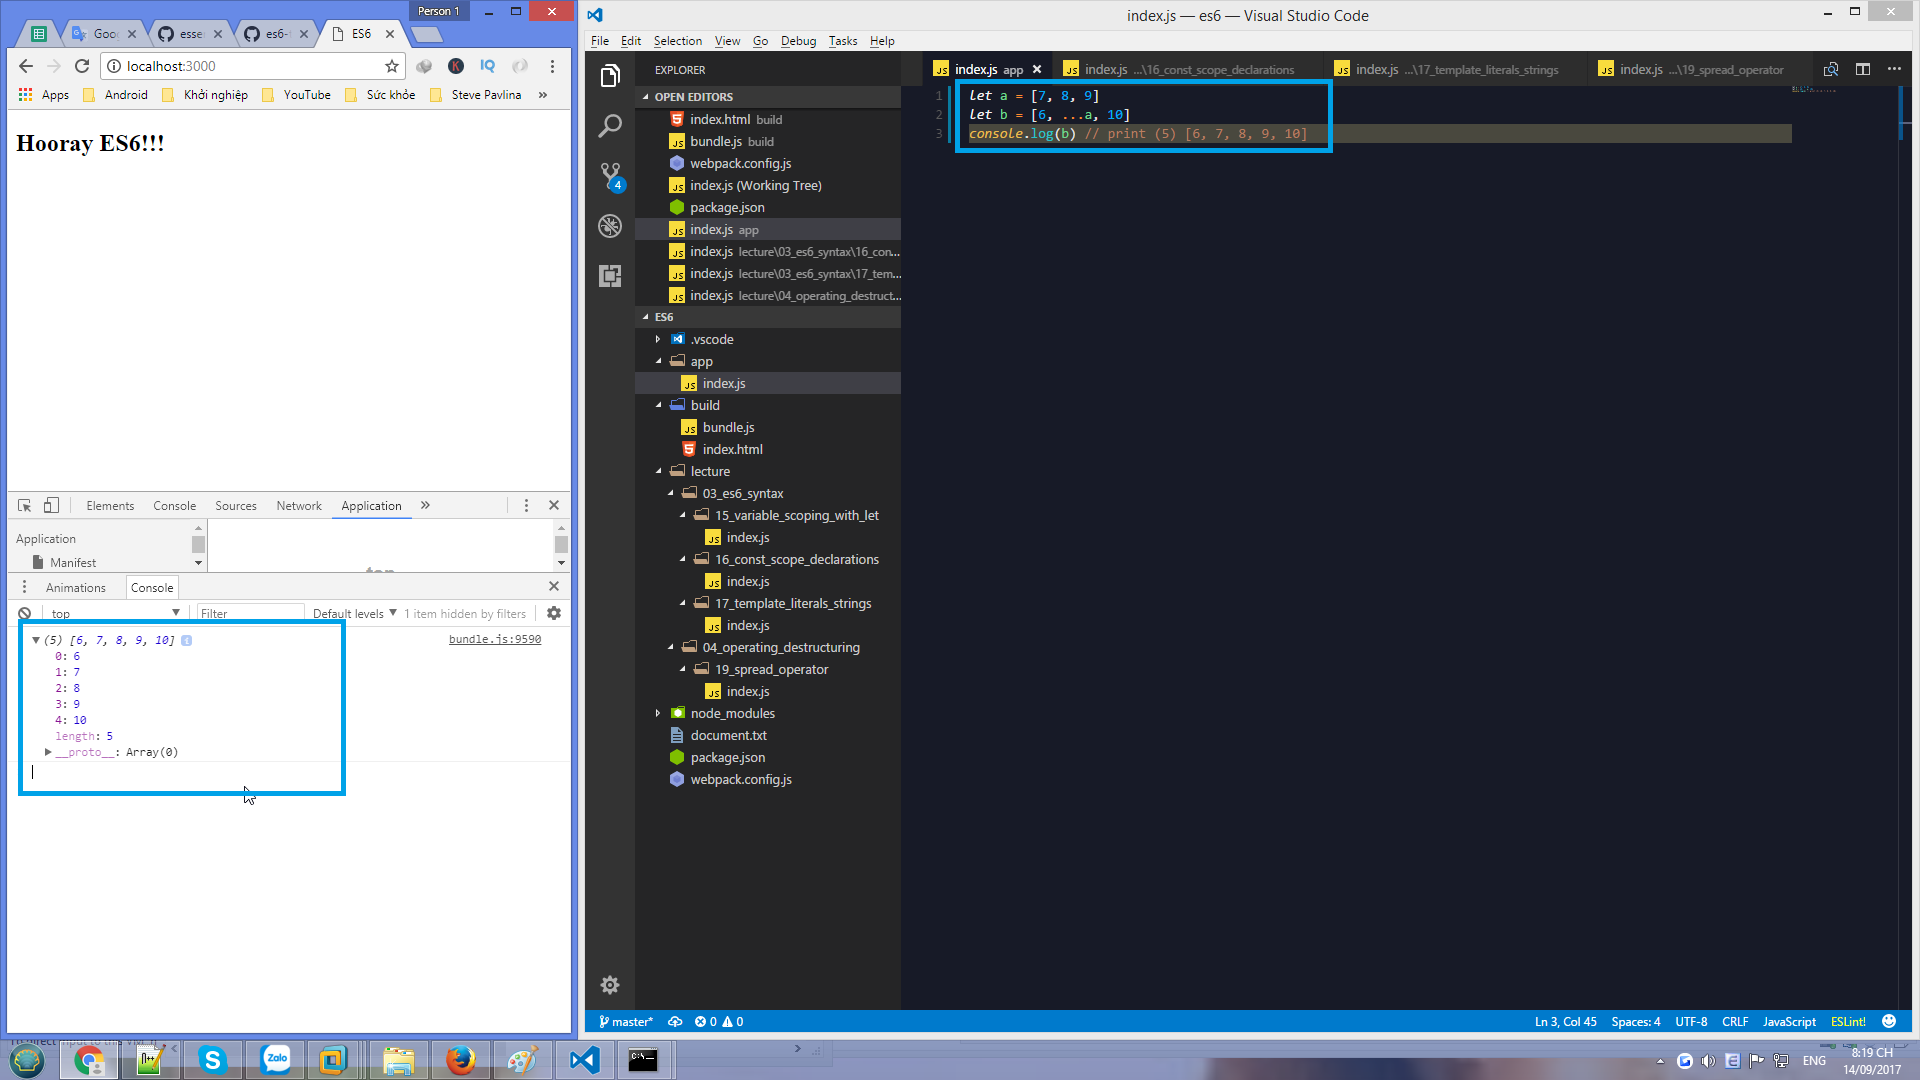 Person 1
Goo
esse
es6-
ES6
localhost:3000
Apps
Android
Khởi nghiệp
YouTube
Sức khỏe
Steve Pavlina
»
Hooray ES6!!!
Elements
Console
Sources
Network
Application
»
Application
Manifest
Animations
Console
top
Filter
Default levels
1 item hidden by filters
(5) [6, 7, 8, 9, 10]
bundle.js:9590
0: 6
1: 7
2: 8
3: 9
4: 10
length: 5
__proto__: Array(0)
index.js — es6 — Visual Studio Code
File Edit Selection View Go Debug Tasks Help
EXPLORER
OPEN EDITORS
index.html build
bundle.js build
webpack.config.js
index.js (Working Tree)
package.json
index.js app
index.js lecture\03_es6_syntax\16_con...
index.js lecture\03_es6_syntax\17_tem...
index.js lecture\04_operating_destruct...
4
ES6
.vscode
app
index.js
build
bundle.js
index.html
lecture
03_es6_syntax
15_variable_scoping_with_let
index.js
16_const_scope_declarations
index.js
17_template_literals_strings
index.js
04_operating_destructuring
19_spread_operator
index.js
node_modules
document.txt
package.json
webpack.config.js
index.js app
index.js ...\16_const_scope_declarations
index.js ...\17_template_literals_strings
index.js ...\19_spread_operator
1 let a = [7, 8, 9]
2 let b = [6, ...a, 10]
3 console.log(b) // print (5) [6, 7, 8, 9, 10]
master*
0 0
Ln 3, Col 45
Spaces: 4
UTF-8
CRLF
JavaScript
ESLint!
Zalo
ENG
8:19 CH
14/09/2017